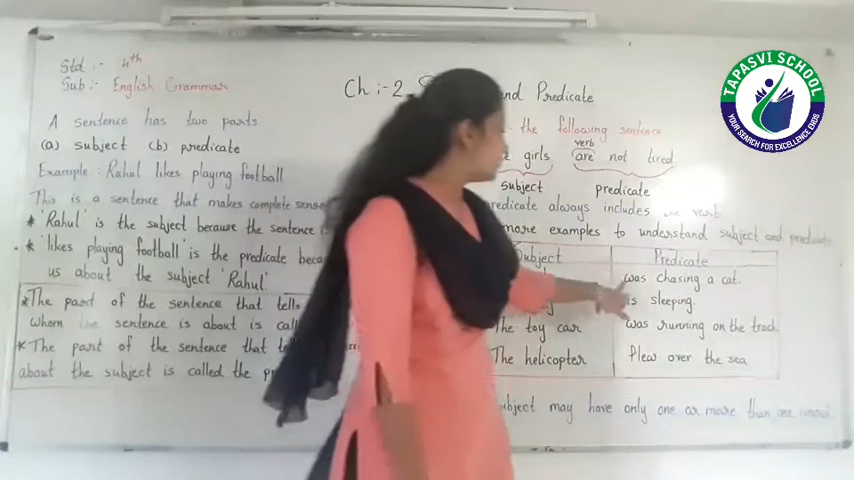 Std :- 4th
Sub :- English Grammar
Ch :- 2 and Predicate
A sentence has two parts
(a) subject (b) predicate
Example : Rahul likes playing football
This is a sentence that makes complete sense
* 'Rahul' is the subject because the sentence is
* 'likes playing football' is the predicate
us about the subject 'Rahul'
* The part of the sentence that tells
whom the sentence is about is
* The part of the sentence that
about the subject is called the
the following sentence
verb
girls are not tired
subject predicate
predicate always includes verb
more examples to understand subject and predicate
Subject Predicate
was chasing a cat.
is sleeping.
The toy car was running on the track
The helicopter flew over the sea
subject may have only one or more than one word
TAPASVI SCHOOL
YOUR SEARCH FOR EXCELLENCE ENDS